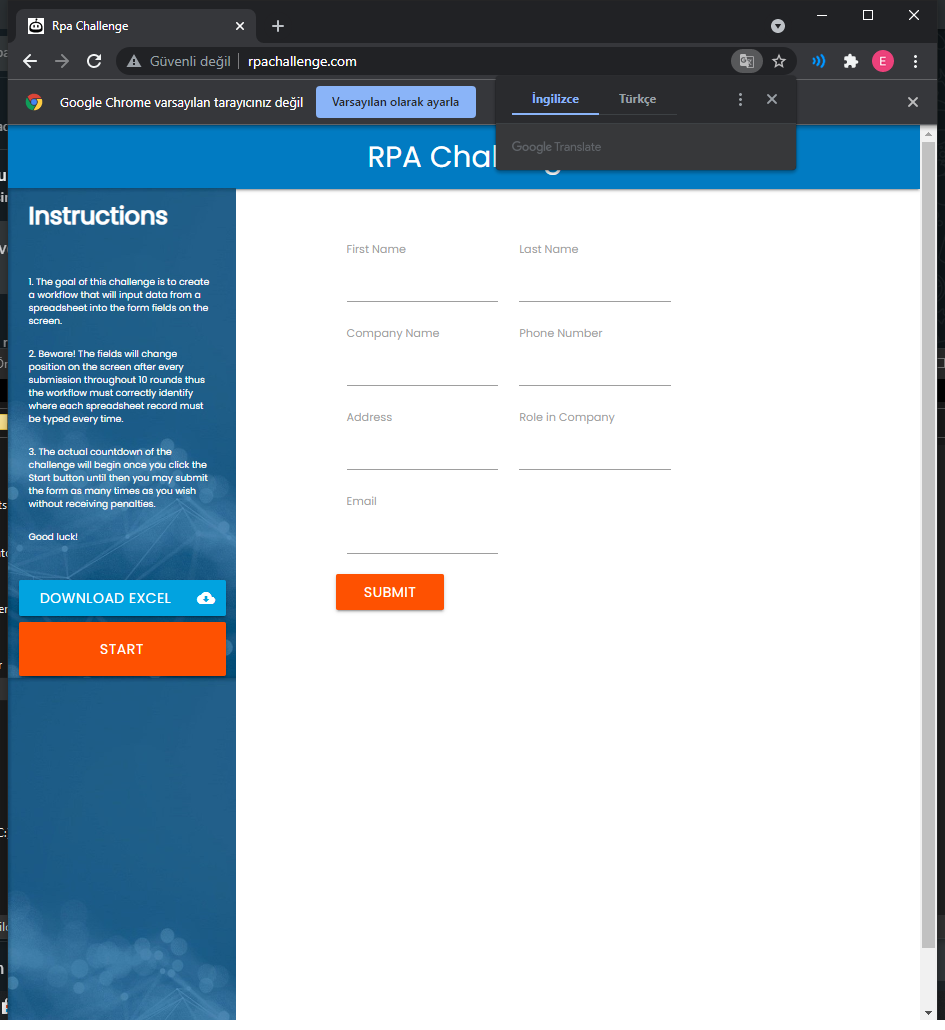 Rpa Challenge
Güvenli değil
rpachallenge.com
E
Google Chrome varsayılan tarayıcınız değil
Varsayılan olarak ayarla
İngilizce
Türkçe
Google Translate
RPA Chal
Instructions
1. The goal of this challenge is to create
a workflow that will input data from a
spreadsheet into the form fields on the
screen.
2. Beware! The fields will change
position on the screen after every
submission throughout 10 rounds thus
the workflow must correctly identify
where each spreadsheet record must
be typed every time.
3. The actual countdown of the
challenge will begin once you click the
Start button until then you may submit
the form as many times as you wish
without receiving penalties.
Good luck!
DOWNLOAD EXCEL
START
First Name
Last Name
Company Name
Phone Number
Address
Role in Company
Email
SUBMIT